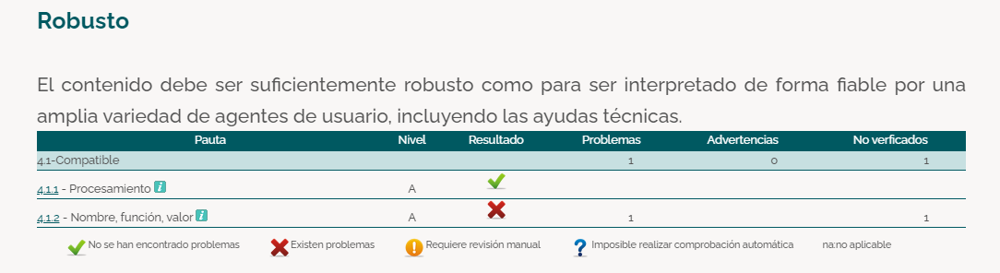 Robusto
El contenido debe ser suficientemente robusto como para ser interpretado de forma fiable por una
amplia variedad de agentes de usuario, incluyendo las ayudas técnicas.
Pauta Nivel Resultado Problemas Advertencias No verficados
4.1-Compatible 1 0 1
4.1.1 - Procesamiento i A
4.1.2 - Nombre, función, valor i A 1 1
No se han encontrado problemas Existen problemas ! Requiere revisión manual ? Imposible realizar comprobación automática na:no aplicable